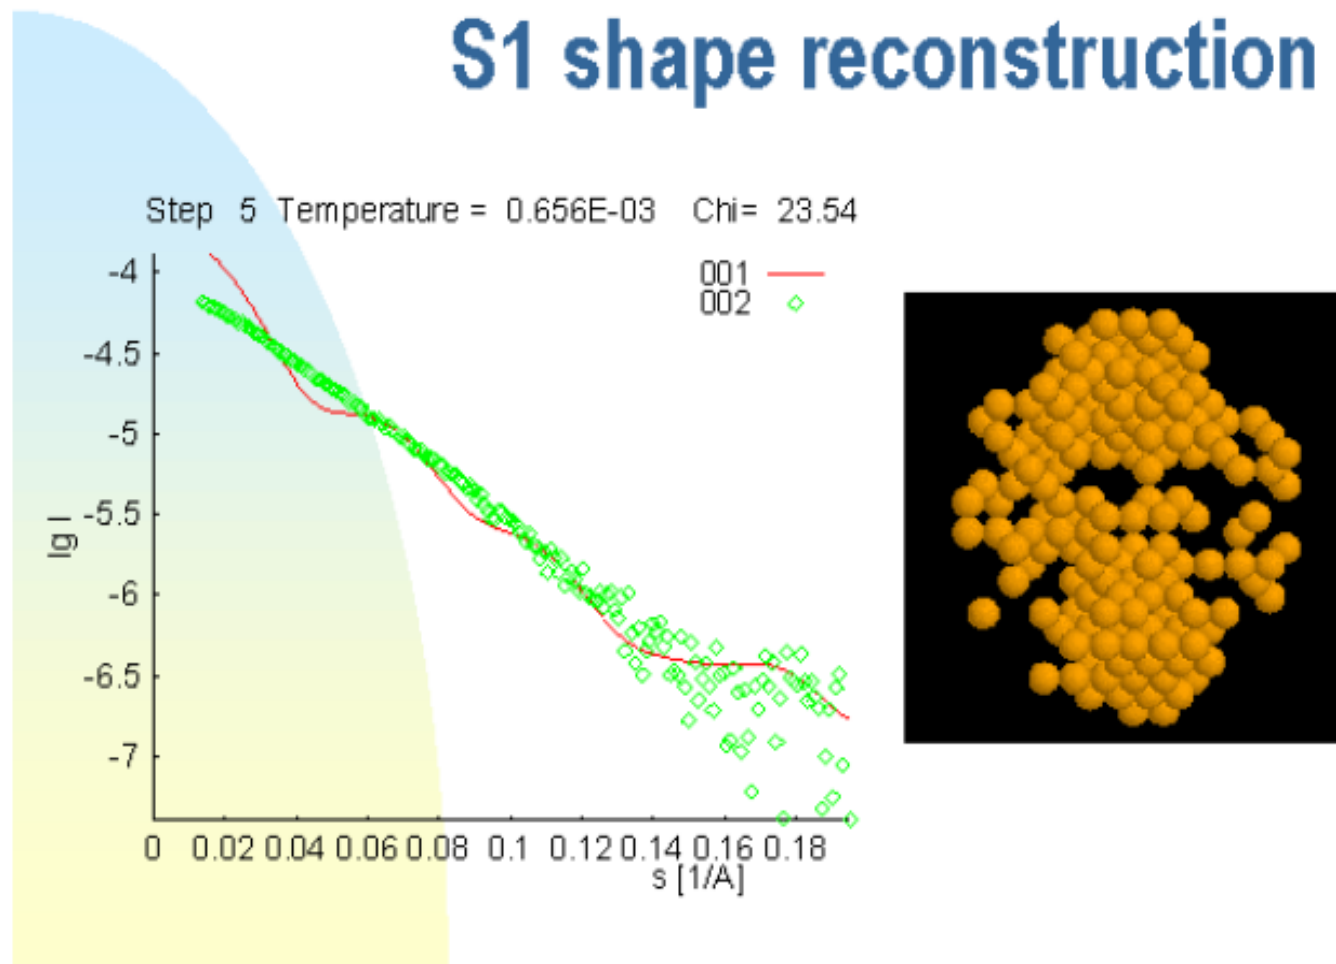 S1 shape reconstruction
Step 5 Temperature = 0.656E-03 Chi= 23.54
001
002
-4
-4.5
-5
-5.5
-6
-6.5
-7
lg I
0 0.02 0.04 0.06 0.08 0.1 0.12 0.14 0.16 0.18
s [1/A]